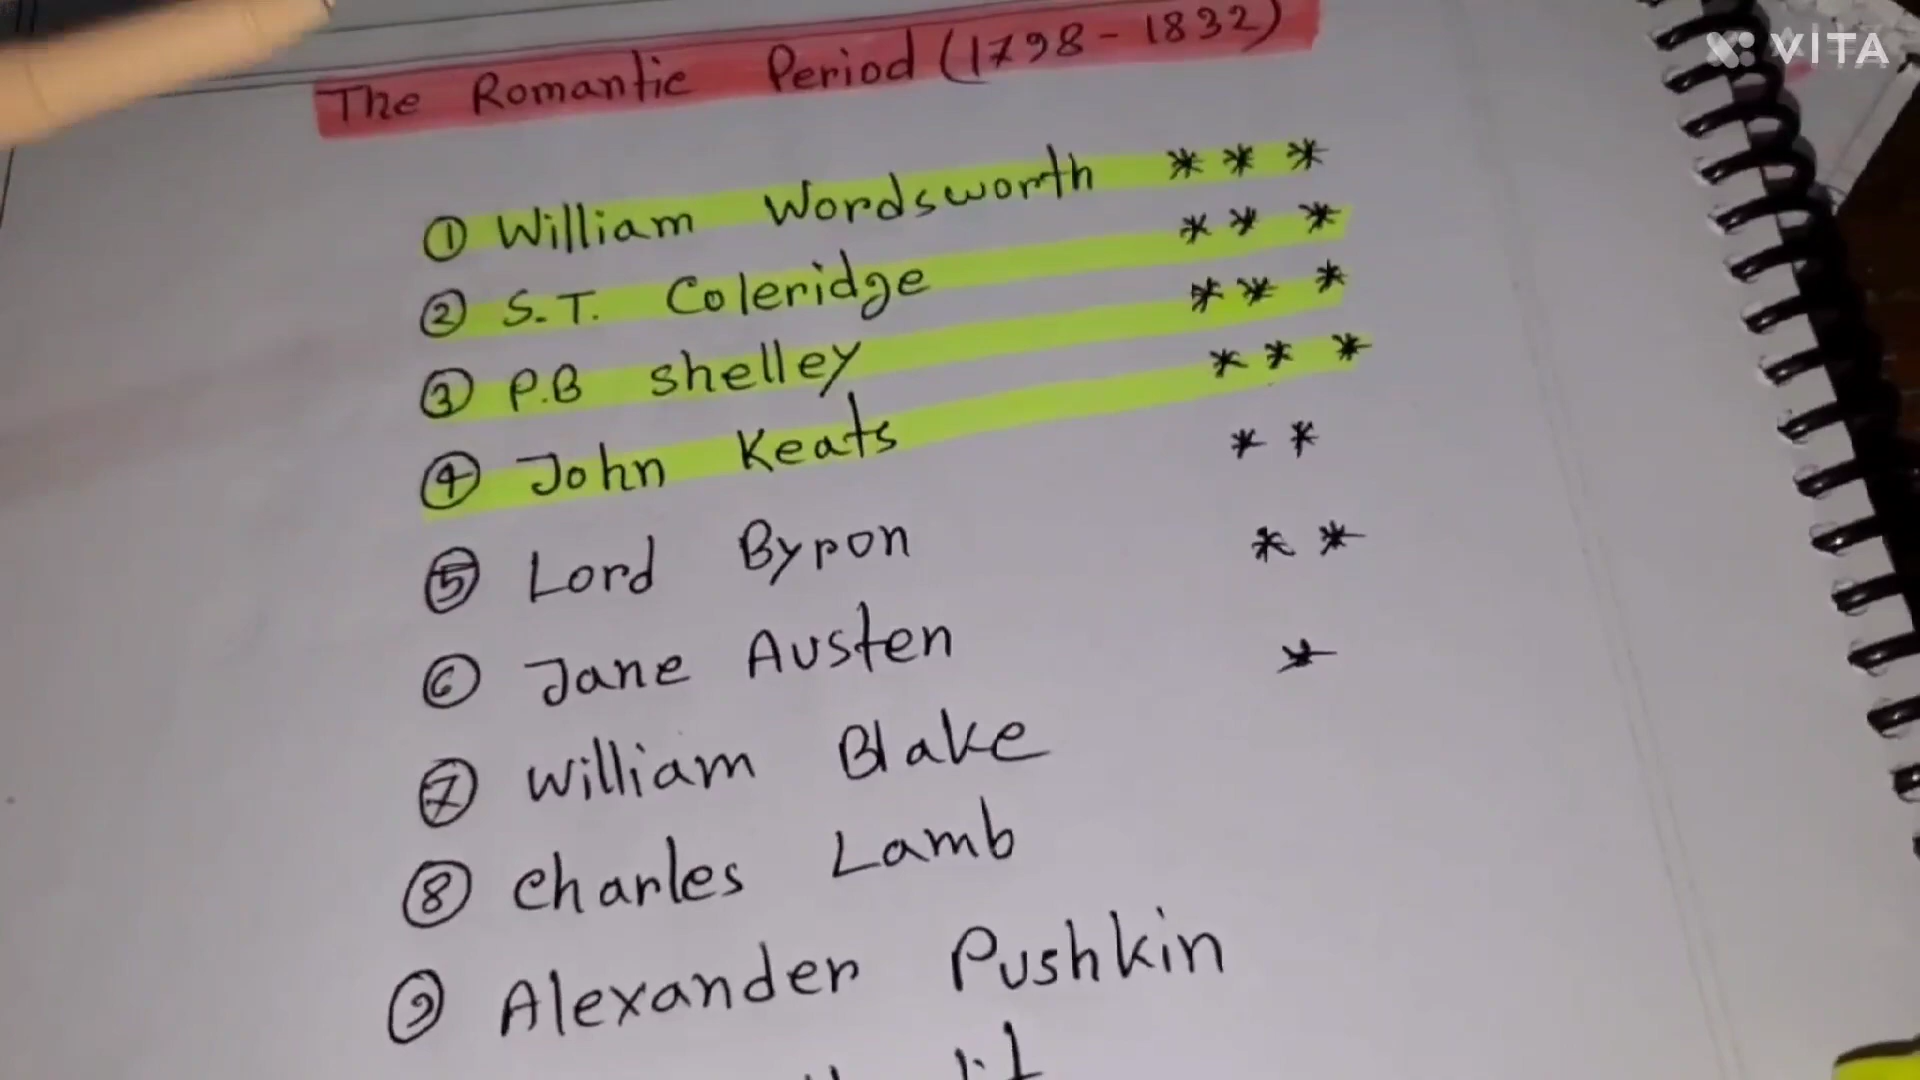 The Romantic Period (1798-1832)
① William Wordsworth * * *
② S.T. Coleridge * * *
③ P.B Shelley * * *
④ John Keats * * *
⑤ Lord Byron * *
⑥ Jane Austen * *
⑦ William Blake *
⑧ Charles Lamb
⑨ Alexander Pushkin
VITA